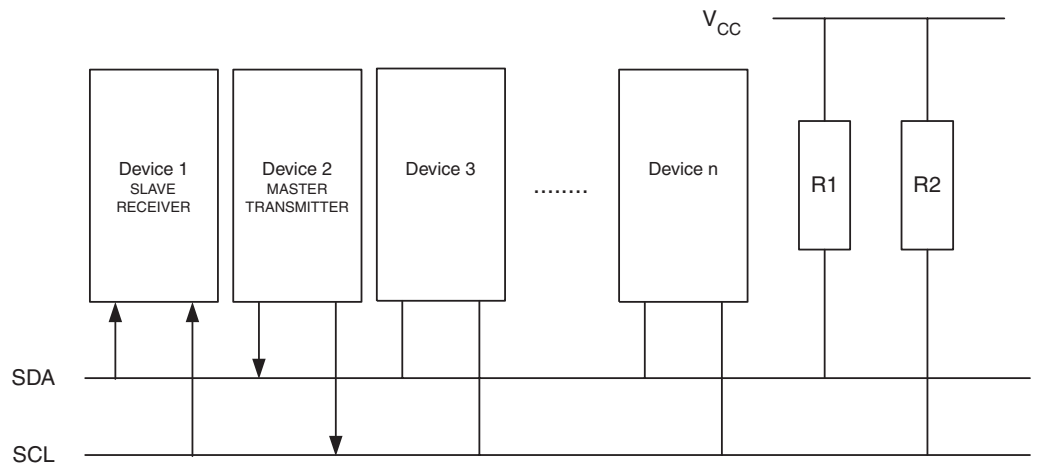 V_CC
Device 1
SLAVE
RECEIVER
Device 2
MASTER
TRANSMITTER
Device 3
........
Device n
R1
R2
SDA
SCL